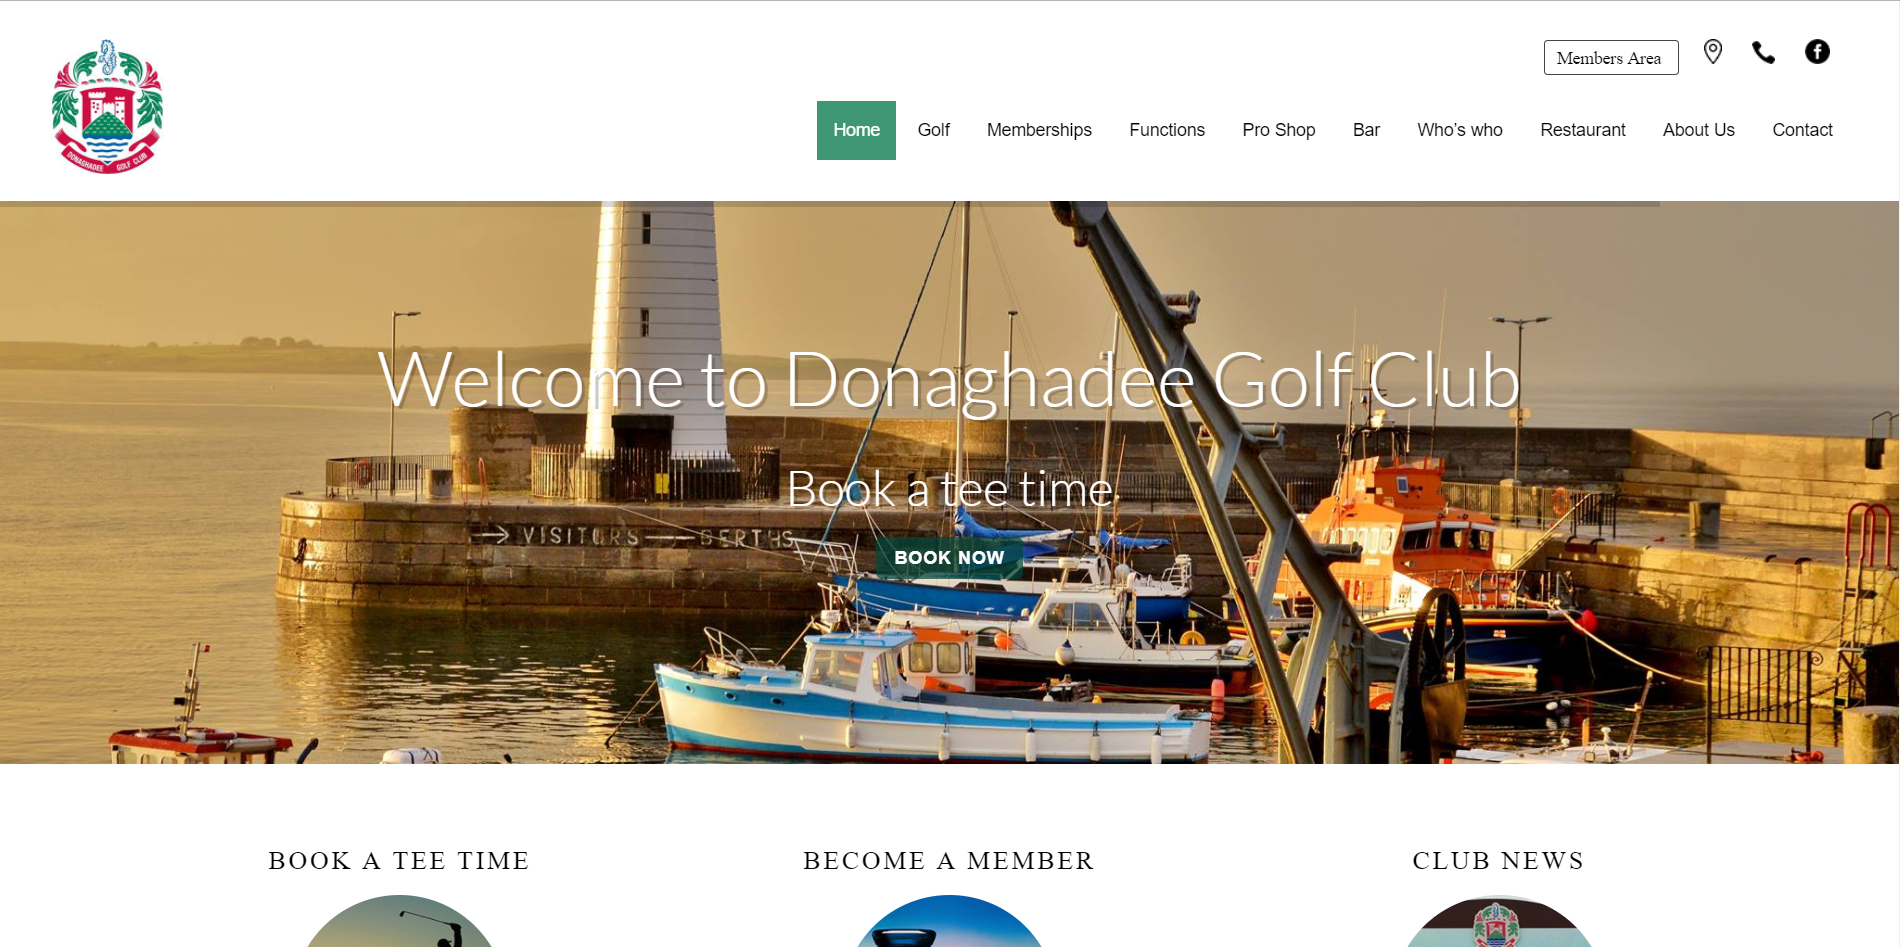 Members Area
DONAGHADEE GOLF CLUB
Home Golf Memberships Functions Pro Shop Bar Who's who Restaurant About Us Contact
Welcome to Donaghadee Golf Club
Book a tee time
VISITORS BERTHS
BOOK NOW
BOOK A TEE TIME BECOME A MEMBER CLUB NEWS